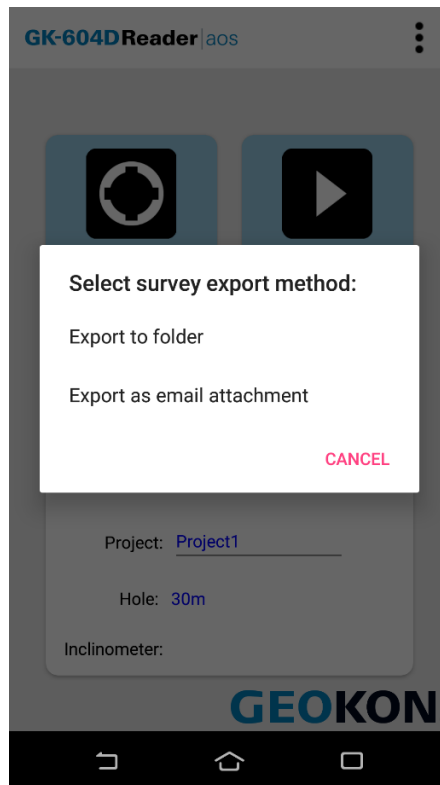 GK-604DReader|aos
Select survey export method:
Export to folder
Export as email attachment
CANCEL
Project: Project1
Hole: 30m
Inclinometer:
GEOKON